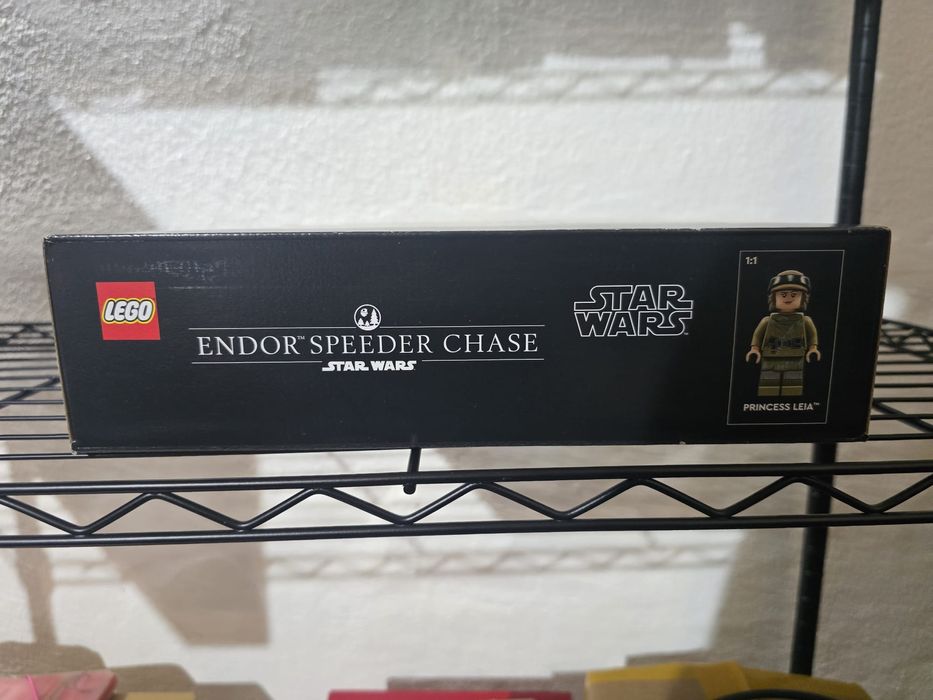 LEGO
ENDOR™ SPEEDER CHASE
STAR WARS
STAR
WARS
1:1
PRINCESS LEIA™